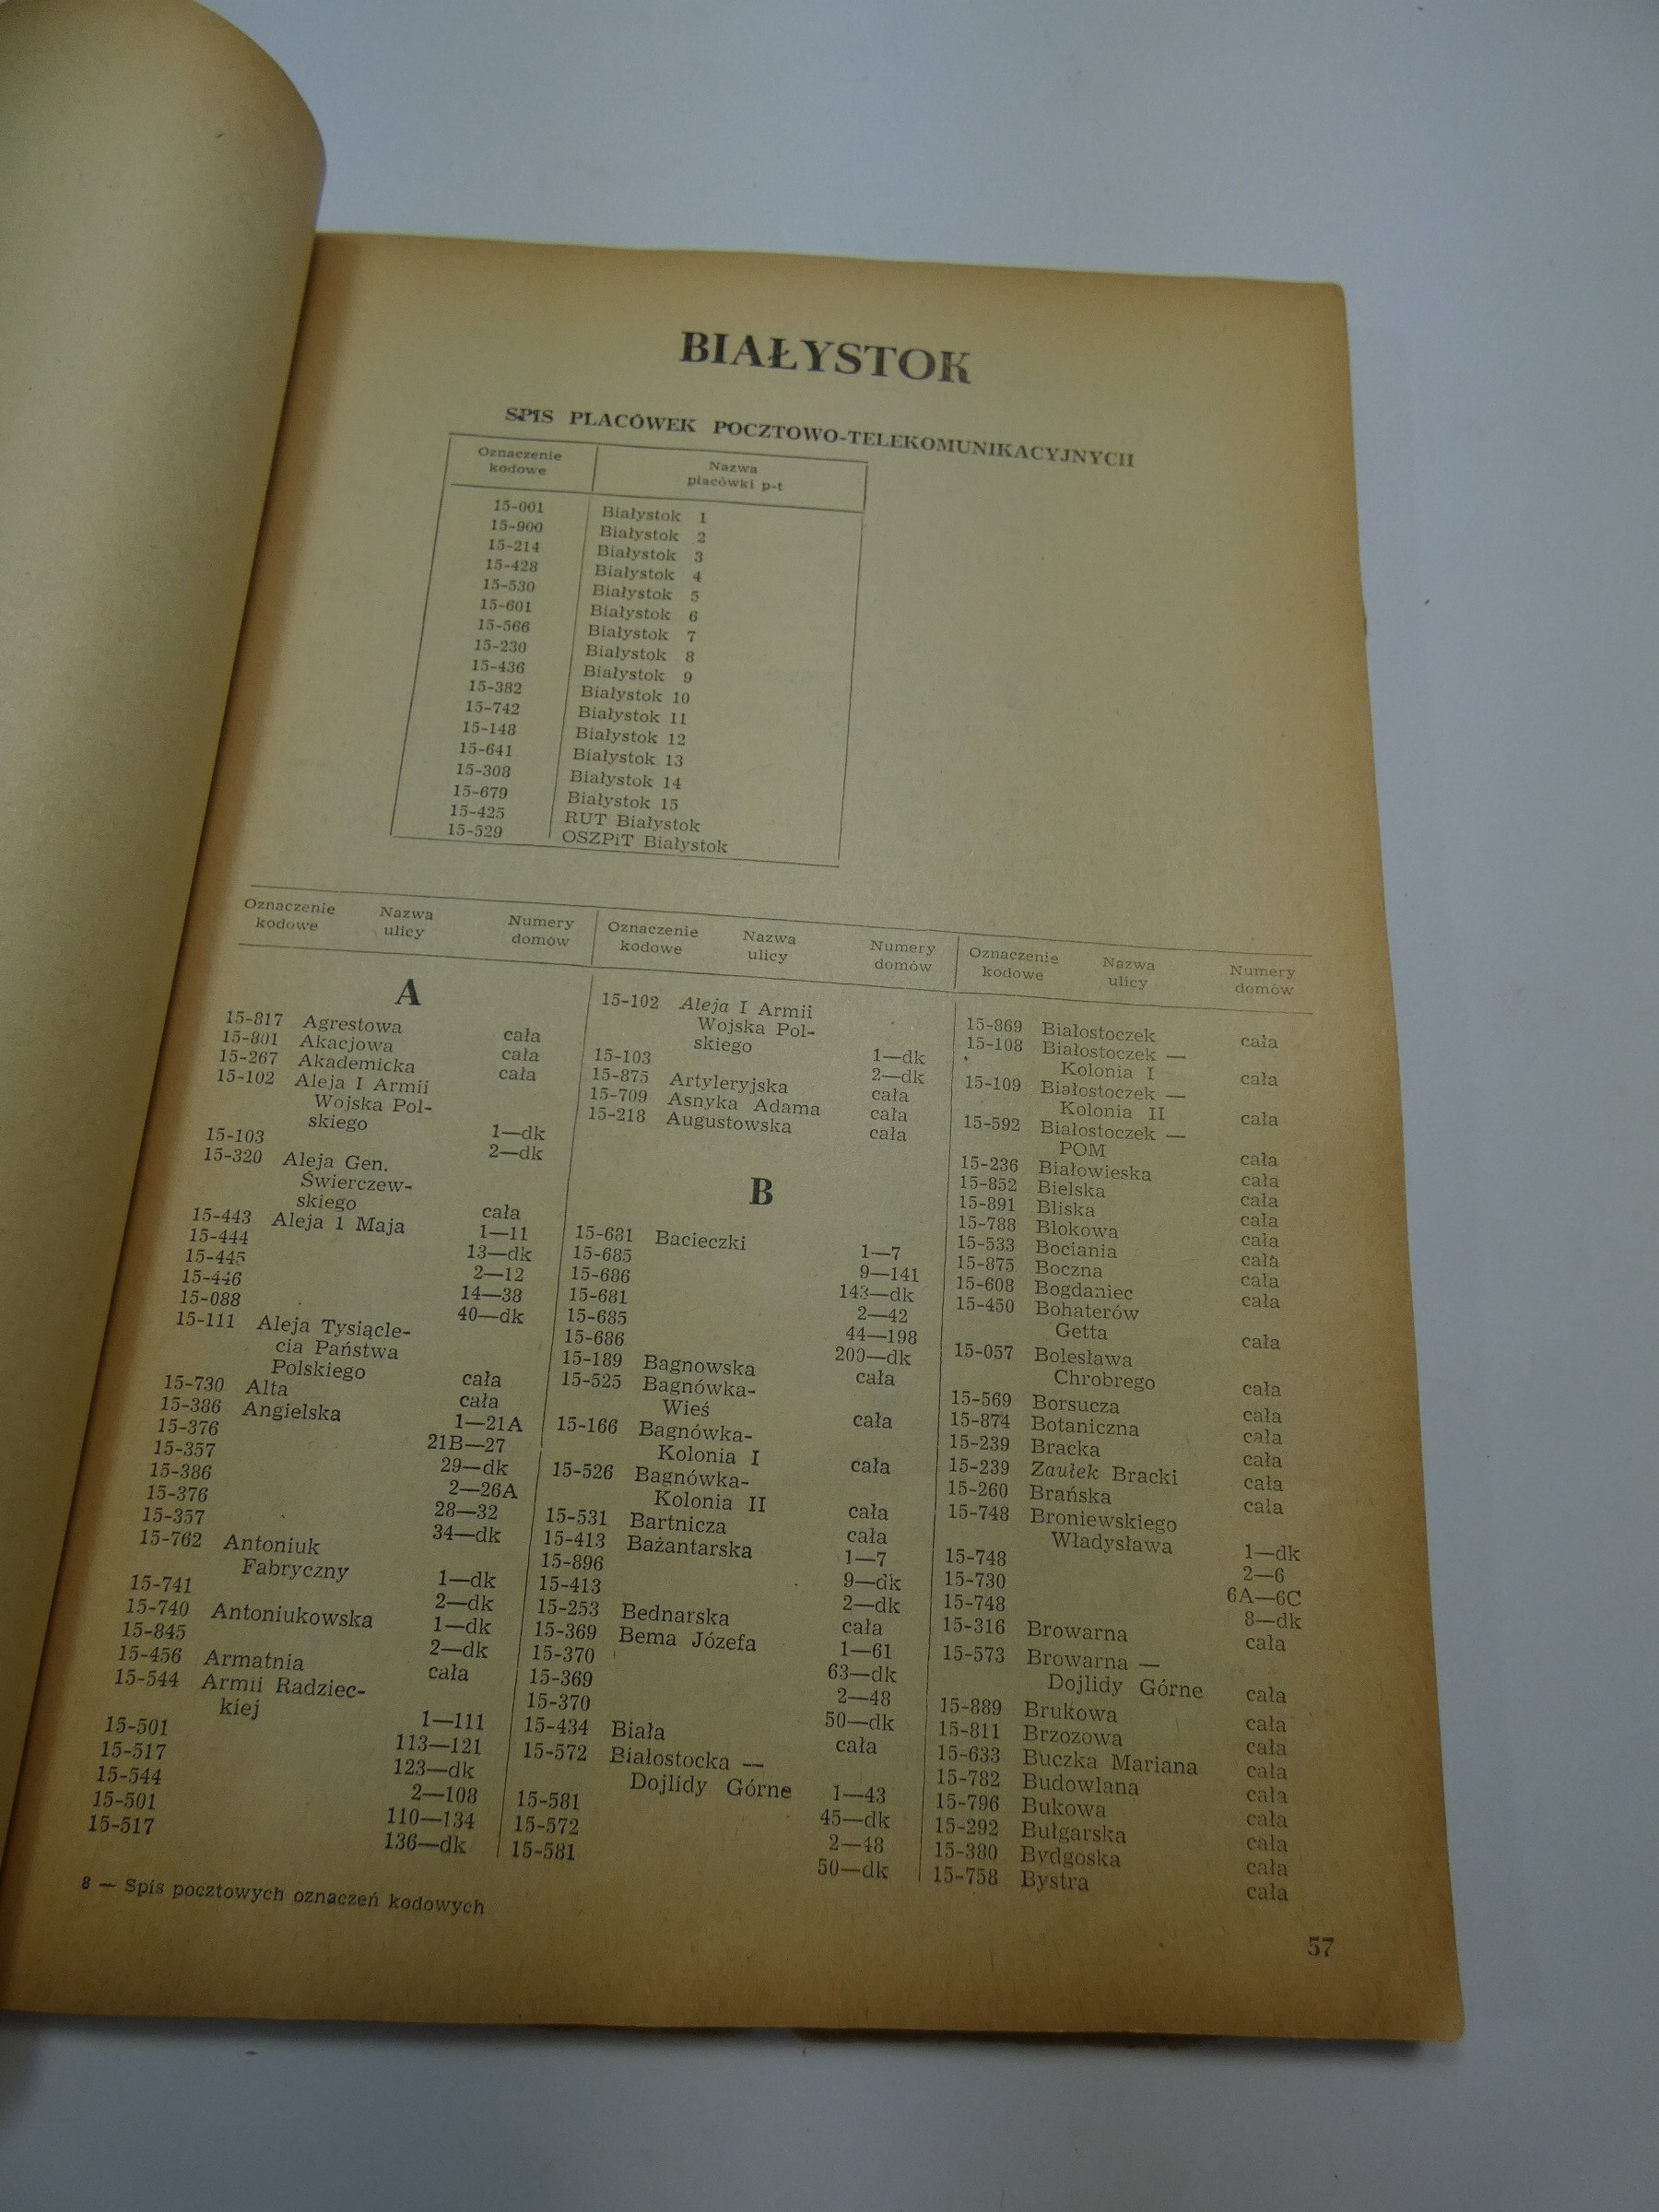 BIAŁYSTOK
SPIS PLACÓWEK POCZTOWO-TELEKOMUNIKACYJNYCH
Oznaczenie kodowe Nazwa placówki p-t
15-001 Białystok 1
15-900 Białystok 2
15-214 Białystok 3
15-428 Białystok 4
15-530 Białystok 5
15-601 Białystok 6
15-566 Białystok 7
15-230 Białystok 8
15-436 Białystok 9
15-382 Białystok 10
15-742 Białystok 11
15-148 Białystok 12
15-641 Białystok 13
15-308 Białystok 14
15-679 Białystok 15
15-425 RUT Białystok
15-529 OSZPiT Białystok
Oznaczenie kodowe Nazwa ulicy Numery domów
A
15-817 Agrestowa cała
15-801 Akacjowa cała
15-267 Akademicka cała
15-102 Aleja I Armii
Wojska Pol-
skiego 1—dk
15-103 2—dk
15-320 Aleja Gen.
Świerczew-
skiego cała
15-443 Aleja 1 Maja 1—11
15-444 13—dk
15-445 2—12
15-446 14—38
15-088 40—dk
15-111 Aleja Tysiącle-
cia Państwa
Polskiego cała
15-730 Alta cała
15-386 Angielska 1—21A
15-376 21B—27
15-357 29—dk
15-386 2—26A
15-376 28—32
15-357 34—dk
15-762 Antoniuk
Fabryczny 1—dk
15-741 2—dk
15-740 Antoniukowska 1—dk
15-845 2—dk
15-456 Armatnia cała
15-544 Armii Radziec-
kiej 1—111
15-501 113—121
15-517 123—dk
15-544 2—108
15-501 110—134
15-517 136—dk
Oznaczenie kodowe Nazwa ulicy Numery domów
15-102 Aleja I Armii
Wojska Pol-
skiego 1—dk
15-103 2—dk
15-875 Artyleryjska cała
15-709 Asnyka Adama cała
15-218 Augustowska cała
B
15-681 Bacieczki 1—7
15-685 9—141
15-686 143—dk
15-681 2—42
15-685 44—198
15-686 200—dk
15-189 Bagnowska cała
15-525 Bagnówka-
Wieś cała
15-166 Bagnówka-
Kolonia I cała
15-526 Bagnówka-
Kolonia II cała
15-531 Bartnicza cała
15-413 Bażantarska 1—7
15-896 9—dk
15-413 2—dk
15-253 Bednarska cała
15-369 Bema Józefa 1—61
15-370 63—dk
15-369 2—48
15-370 50—dk
15-434 Biała cała
15-572 Białostocka —
Dojlidy Górne 1—43
15-581 45—dk
15-572 2—48
15-581 50—dk
Oznaczenie kodowe Nazwa ulicy Numery domów
15-869 Białostoczek cała
15-108 Białostoczek —
Kolonia I cała
15-109 Białostoczek —
Kolonia II cała
15-592 Białostoczek —
POM cała
15-236 Białowieska cała
15-852 Bielska cała
15-891 Bliska cała
15-788 Blokowa cała
15-533 Bociania cała
15-875 Boczna cała
15-608 Bogdaniec cała
15-450 Bohaterów
Getta cała
15-057 Bolesława
Chrobrego cała
15-569 Borsucza cała
15-874 Botaniczna cała
15-239 Bracka cała
15-239 Zaułek Bracki cała
15-260 Brańska cała
15-748 Broniewskiego
Władysława 1—dk
15-748 2—6
15-730 6A—6C
15-748 8—dk
15-316 Browarna cała
15-573 Browarna —
Dojlidy Górne cała
15-889 Brukowa cała
15-811 Brzozowa cała
15-633 Buczka Mariana cała
15-782 Budowlana cała
15-796 Bukowa cała
15-292 Bułgarska cała
15-380 Bydgoska cała
15-758 Bystra cała
8 — Spis pocztowych oznaczeń kodowych
57